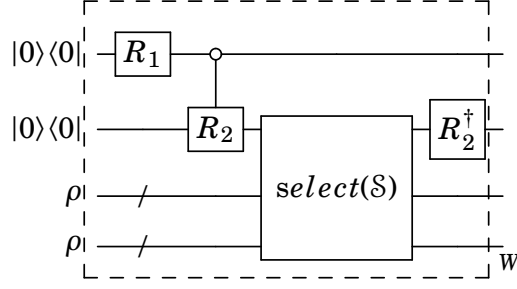 |0⟩⟨0| R₁
|0⟩⟨0| R₂ R₂†
ρ select(𝒮)
ρ
W